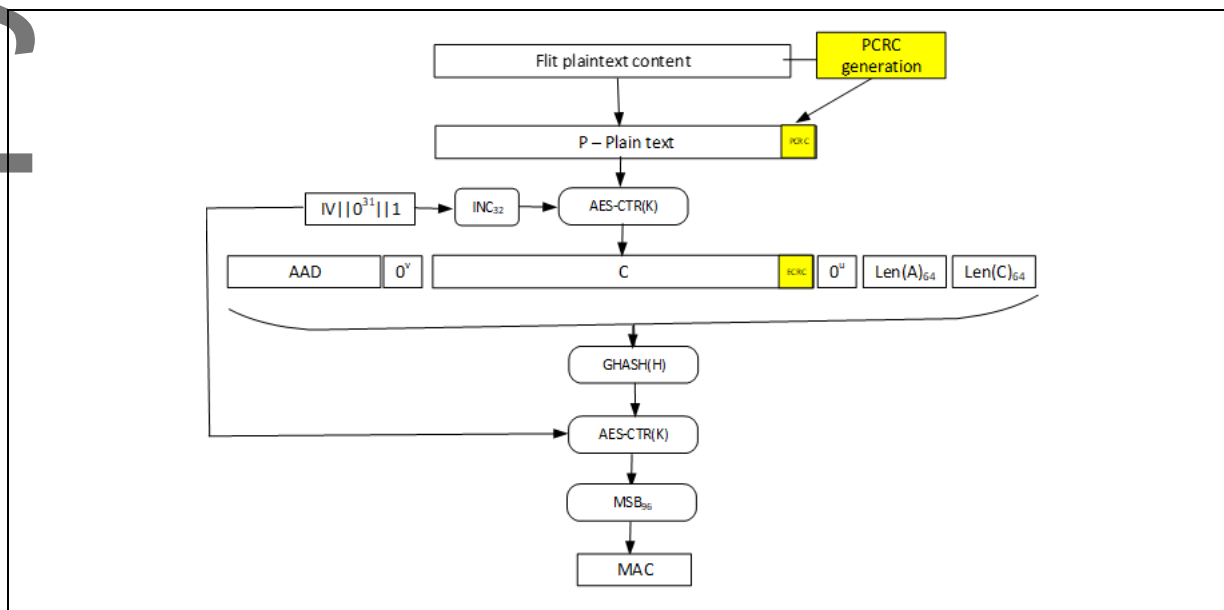 PCRC
generation
Flit plaintext content
P – Plain text
PCRC
IV||0³¹||1
INC₃₂
AES-CTR(K)
AAD
0ᵛ
C
ECRC
0ᵘ
Len(A)₆₄
Len(C)₆₄
GHASH(H)
AES-CTR(K)
MSB₉₆
MAC